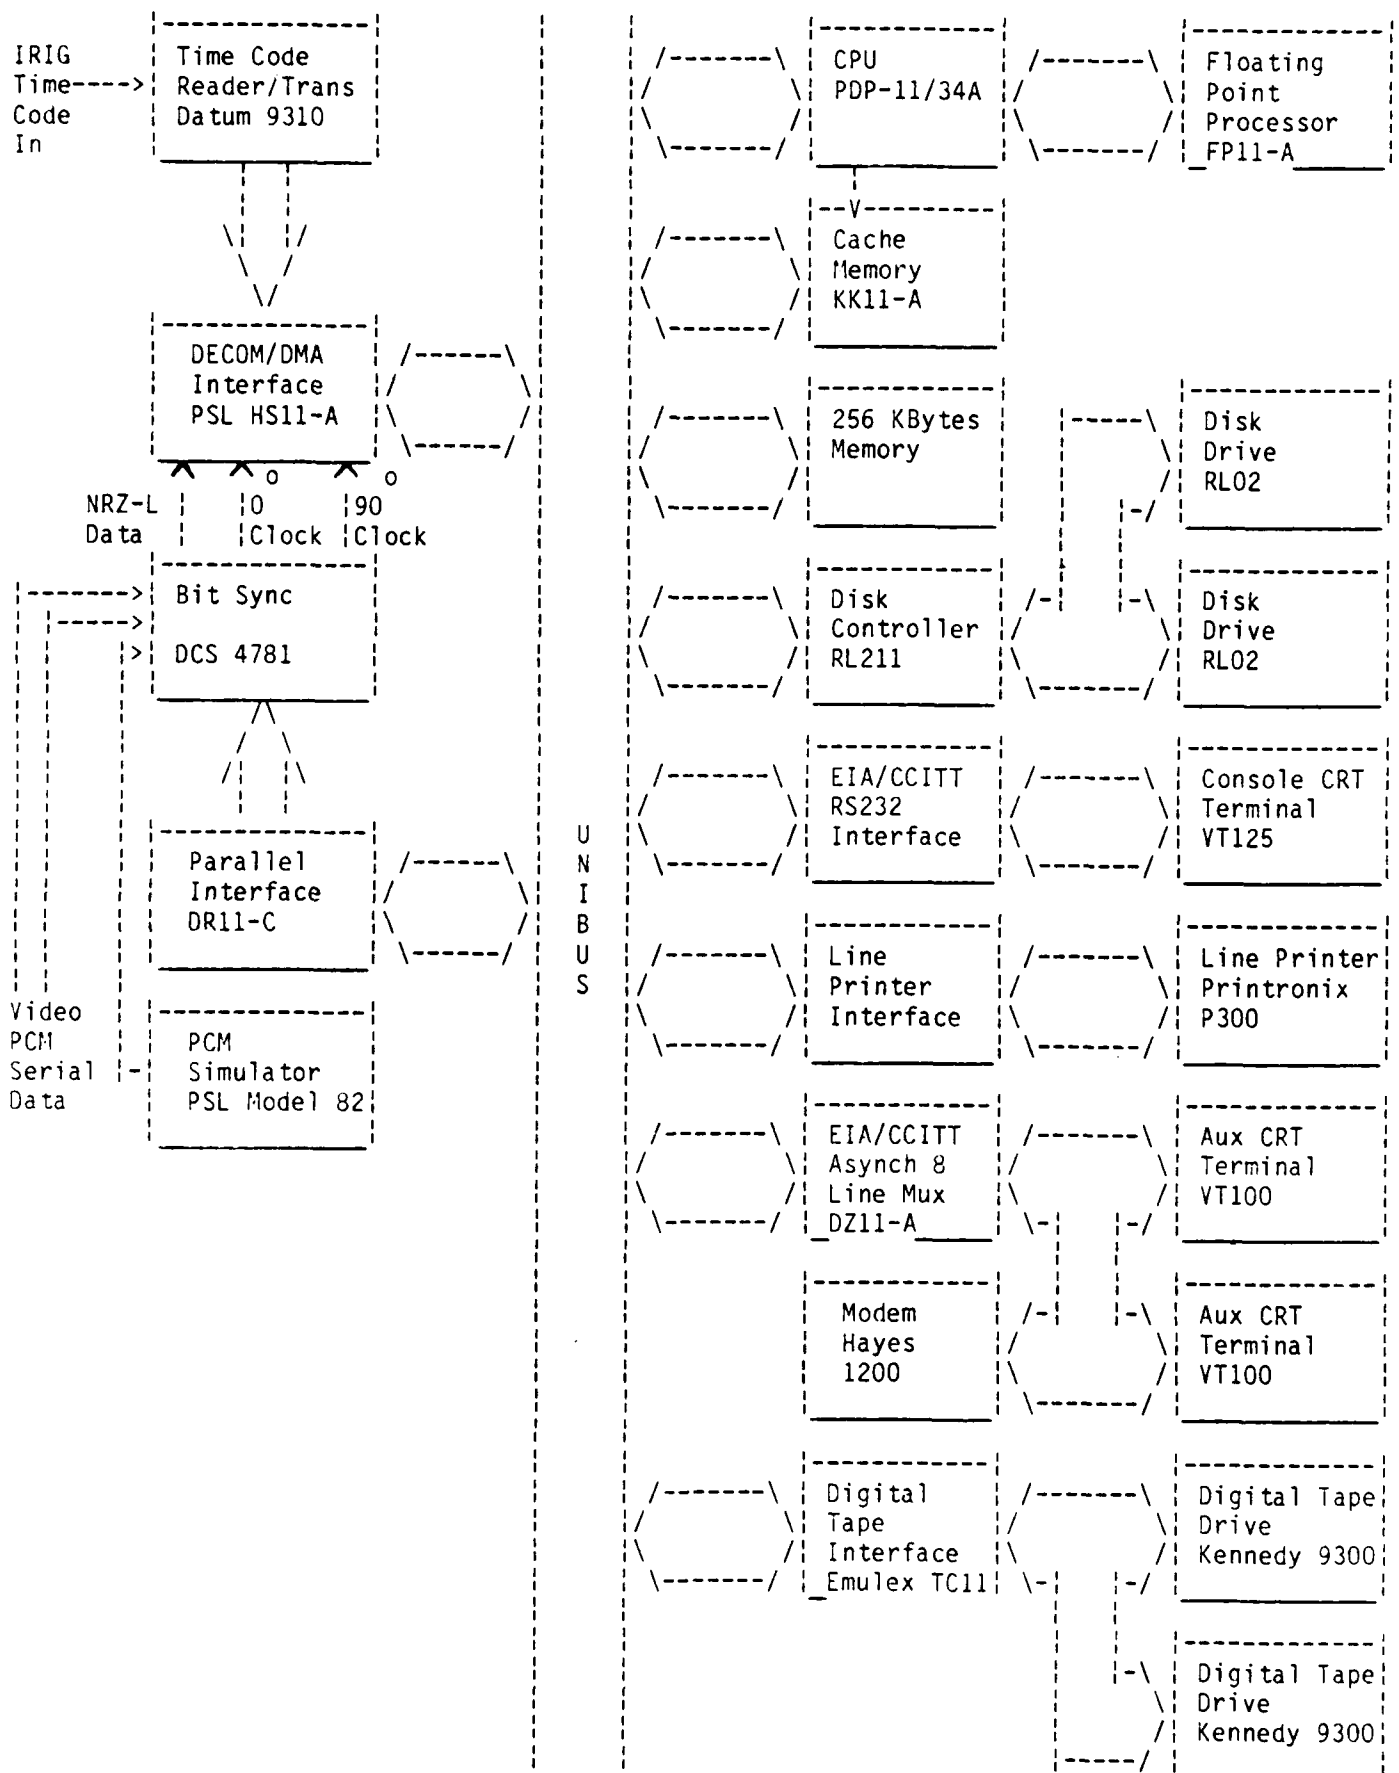 IRIG
Time---->
Code
In
Time Code
Reader/Trans
Datum 9310
DECOM/DMA
Interface
PSL HS11-A
NRZ-L
Data
o
0
Clock
o
90
Clock
Bit Sync
DCS 4781
Parallel
Interface
DR11-C
Video
PCM
Serial
Data
PCM
Simulator
PSL Model 82
UNIBUS
CPU
PDP-11/34A
Floating
Point
Processor
FP11-A
Cache
Memory
KK11-A
256 KBytes
Memory
Disk
Drive
RL02
Disk
Controller
RL211
Disk
Drive
RL02
EIA/CCITT
RS232
Interface
Console CRT
Terminal
VT125
Line
Printer
Interface
Line Printer
Printronix
P300
EIA/CCITT
Asynch 8
Line Mux
DZ11-A
Aux CRT
Terminal
VT100
Modem
Hayes
1200
Aux CRT
Terminal
VT100
Digital
Tape
Interface
Emulex TC11
Digital Tape
Drive
Kennedy 9300
Digital Tape
Drive
Kennedy 9300